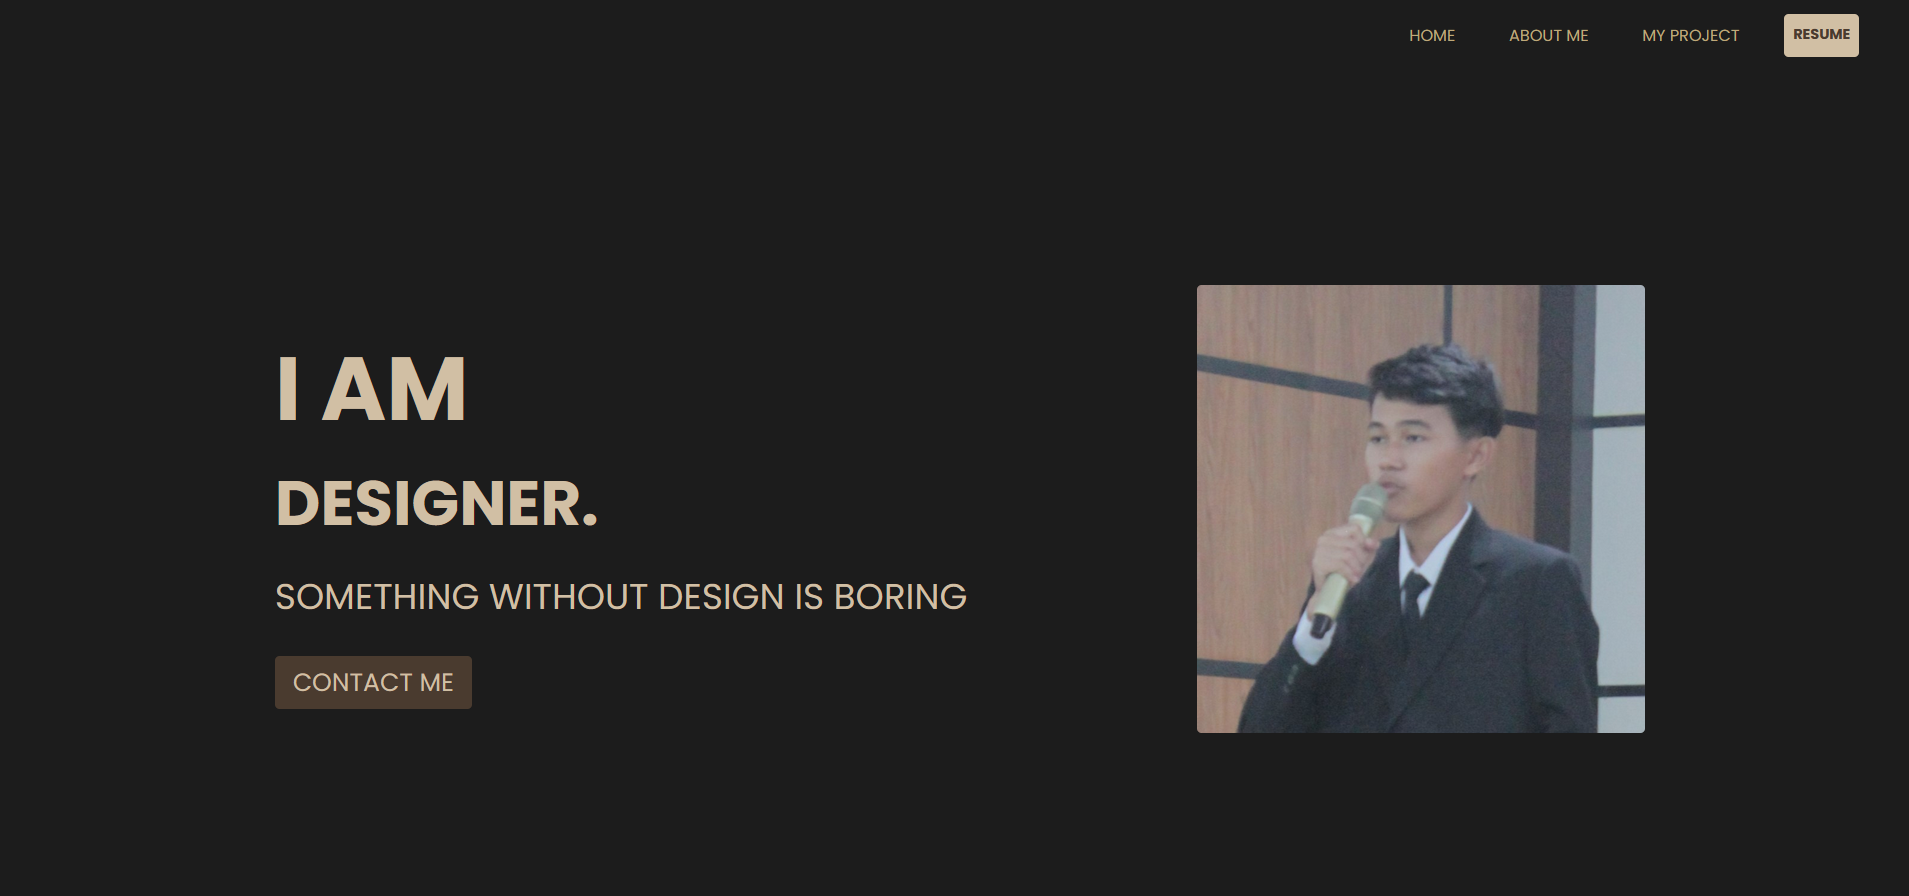 HOME ABOUT ME MY PROJECT RESUME
I AM
DESIGNER.
SOMETHING WITHOUT DESIGN IS BORING
CONTACT ME